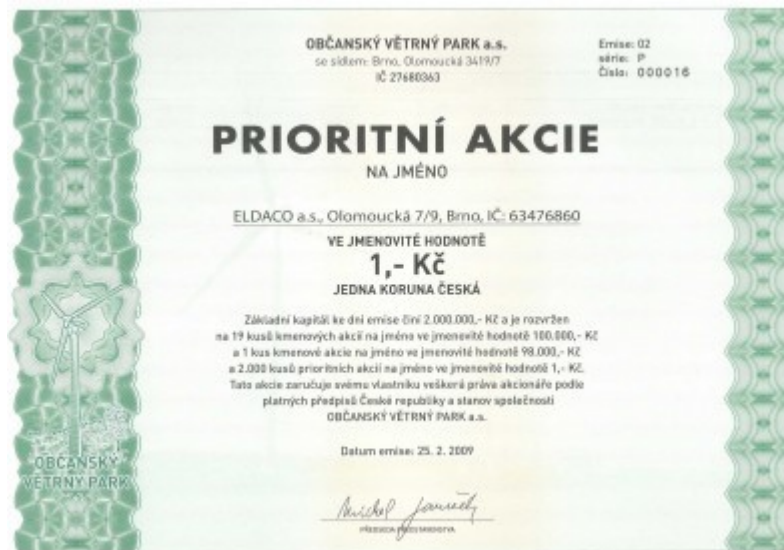 OBČANSKÝ VĚTRNÝ PARK a.s.
se sídlem: Brno, Olomoucká 3419/7
IČ 27680363
Emise: 02
série: P
Číslo: 000016
PRIORITNÍ AKCIE
NA JMÉNO
ELDACO a.s., Olomoucká 7/9, Brno, IČ: 63476860
VE JMENOVITÉ HODNOTĚ
1,- Kč
JEDNA KORUNA ČESKÁ
Základní kapitál ke dni emise činí 2.000.000,- Kč a je rozvržen
na 19 kusů kmenových akcií na jméno ve jmenovité hodnotě 100.000,- Kč
a 1 kus kmenové akcie na jméno ve jmenovité hodnotě 98.000,- Kč
a 2.000 kusů prioritních akcií na jméno ve jmenovité hodnotě 1,- Kč.
Tato akcie zaručuje svému vlastníku veškerá práva akcionáře podle
platných předpisů České republiky a stanov společnosti
OBČANSKÝ VĚTRNÝ PARK a.s.
Datum emise: 25. 2. 2009
PŘEDSEDA PŘEDSTAVENSTVA
OBČANSKÝ
VĚTRNÝ PARK